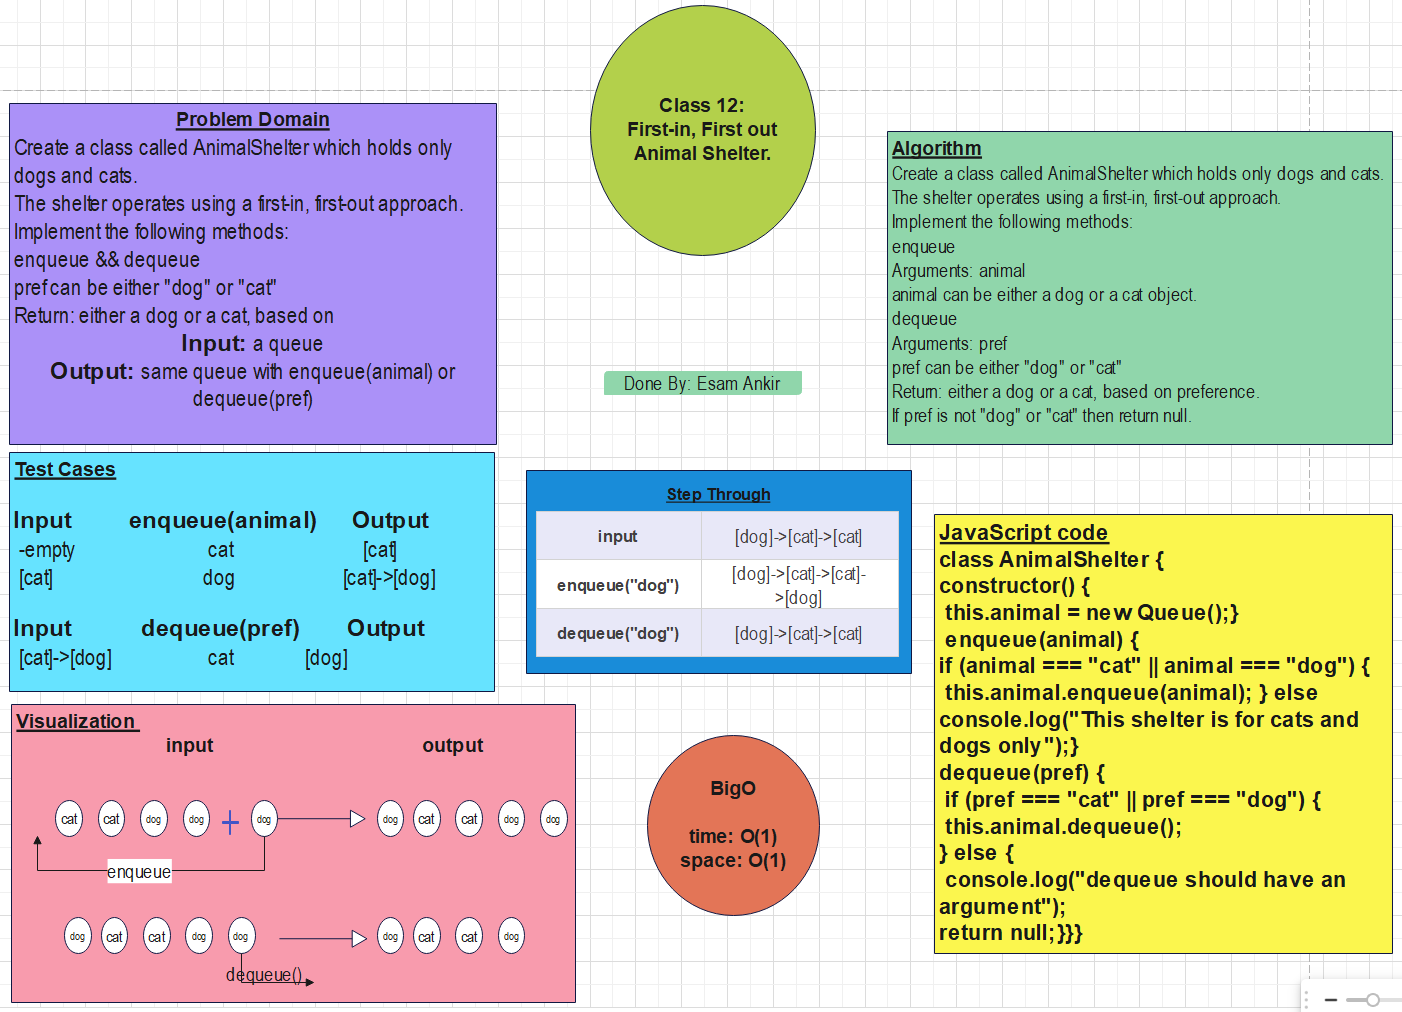 Class 12:
First-in, First out
Animal Shelter.
Problem Domain
Create a class called AnimalShelter which holds only
dogs and cats.
The shelter operates using a first-in, first-out approach.
Implement the following methods:
enqueue && dequeue
pref can be either "dog" or "cat"
Return: either a dog or a cat, based on
Input: a queue
Output: same queue with enqueue(animal) or
dequeue(pref)
Algorithm
Create a class called AnimalShelter which holds only dogs and cats.
The shelter operates using a first-in, first-out approach.
Implement the following methods:
enqueue
Arguments: animal
animal can be either a dog or a cat object.
dequeue
Arguments: pref
pref can be either "dog" or "cat"
Return: either a dog or a cat, based on preference.
If pref is not "dog" or "cat" then return null.
Done By: Esam Ankir
Test Cases
Input enqueue(animal) Output
-empty cat [cat]
[cat] dog [cat]->[dog]
Input dequeue(pref) Output
[cat]->[dog] cat [dog]
Step Through
input [dog]->[cat]->[cat]
enqueue("dog") [dog]->[cat]->[cat]-
>[dog]
dequeue("dog") [dog]->[cat]->[cat]
JavaScript code
class AnimalShelter {
constructor() {
this.animal = new Queue();}
enqueue(animal) {
if (animal === "cat" || animal === "dog") {
this.animal.enqueue(animal); } else
console.log("This shelter is for cats and
dogs only");}
dequeue(pref) {
if (pref === "cat" || pref === "dog") {
this.animal.dequeue();
} else {
console.log("dequeue should have an
argument");
return null;}}}
Visualization
input output
cat cat dog dog + dog dog cat cat dog dog
enqueue
dog cat cat dog dog dog cat cat dog
dequeue()
BigO
time: O(1)
space: O(1)